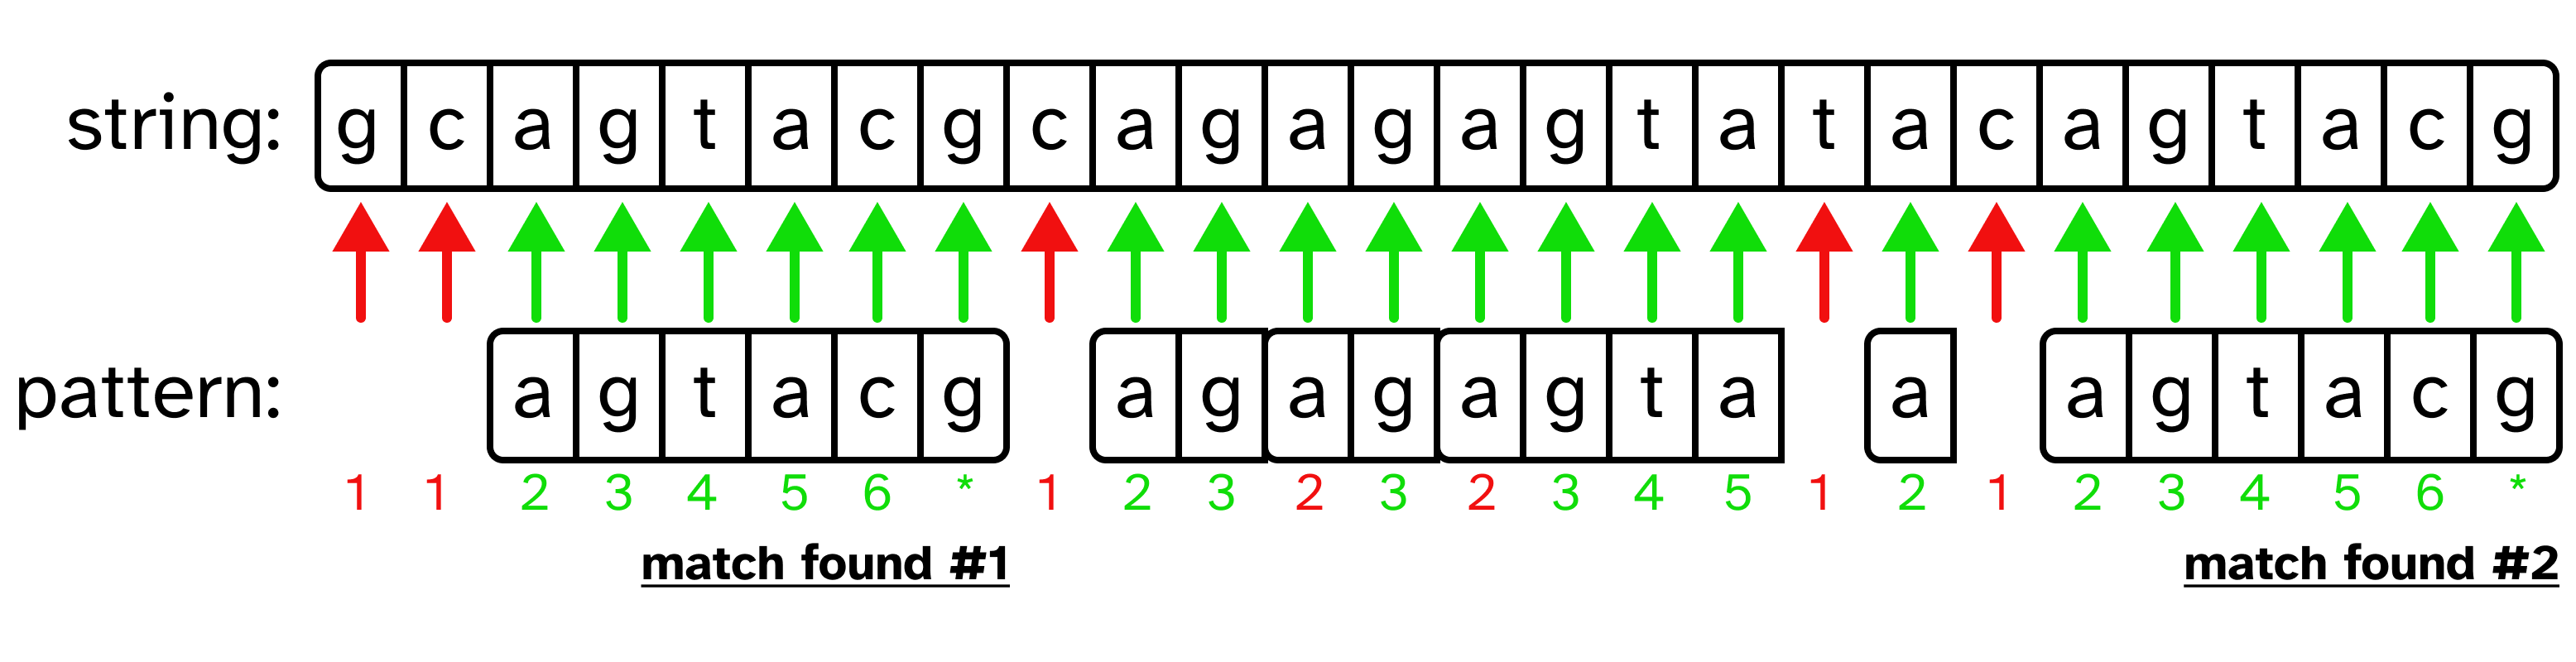 string: g c a g t a c g c a g a g a g t a t a c a g t a c g
pattern: a g t a c g a g a g a g t a a a g t a c g
1 1 2 3 4 5 6 * 1 2 3 2 3 2 3 4 5 1 2 1 2 3 4 5 6 *
match found #1 match found #2